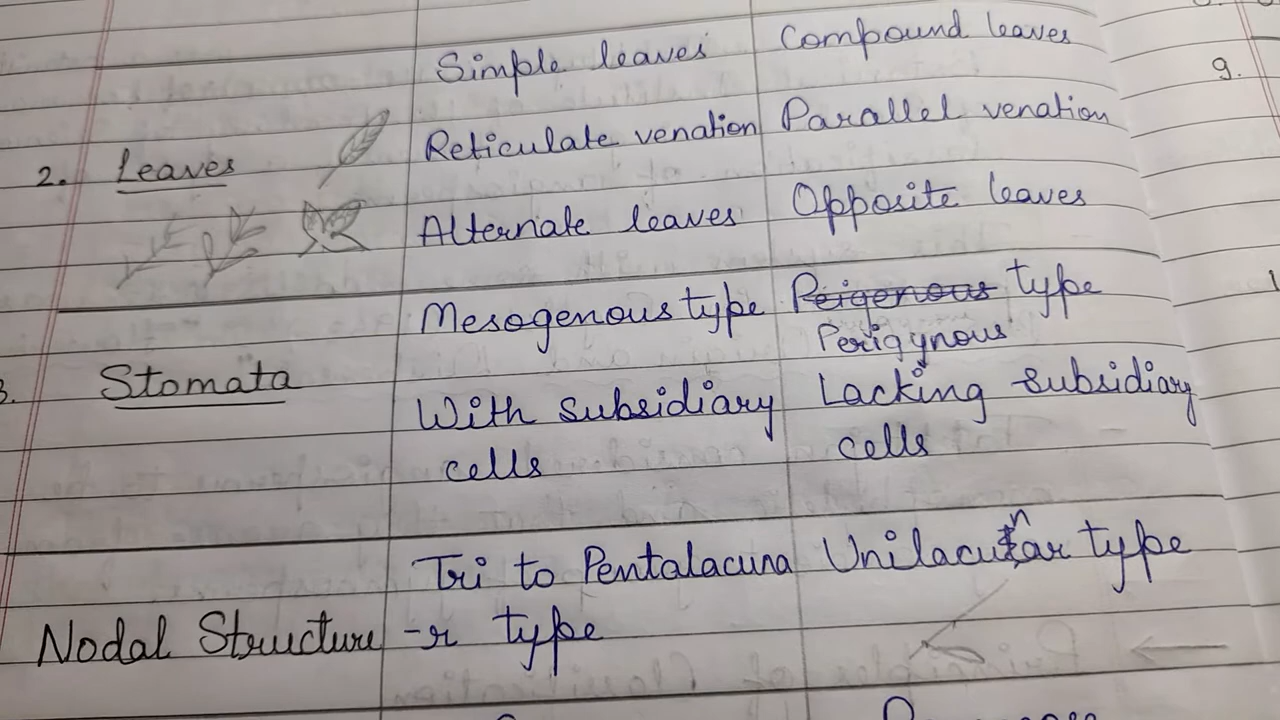 Simple leaves Compound leaves
9.
2. Leaves Reticulate venation Parallel venation
Alternate leaves Opposite leaves
Mesogenous type Peigenous type
Perigynous
3. Stomata
With subsidiary Lacking subsidiary
cells cells
Tri to Pentalacuna Unilacunar type
Nodal Structure -r type